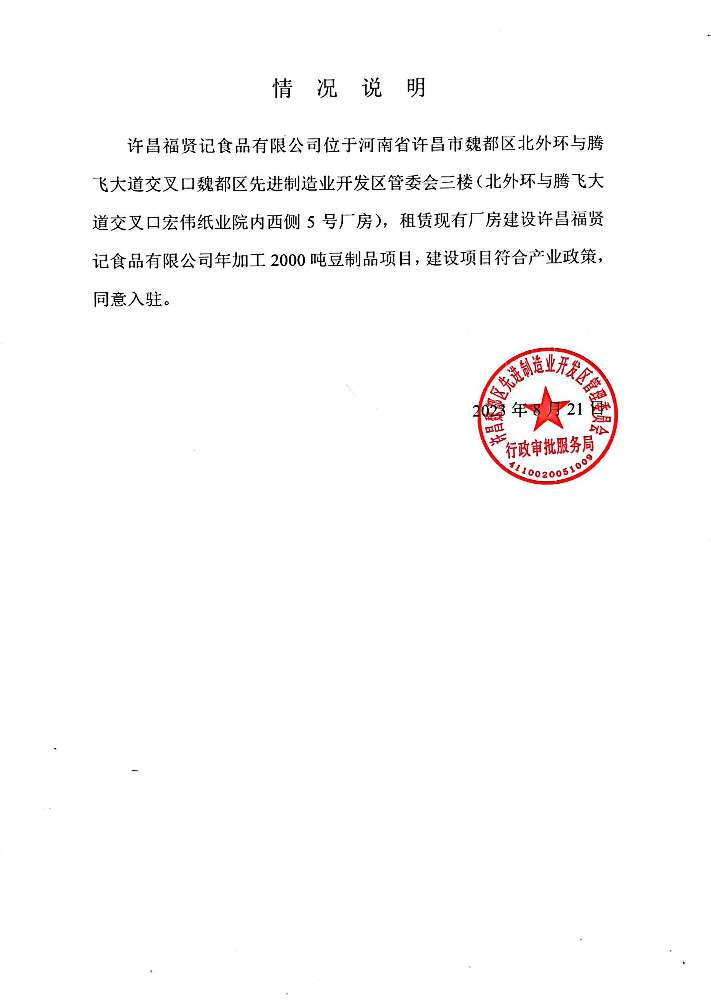 情况说明
许昌福贤记食品有限公司位于河南省许昌市魏都区北外环与腾
飞大道交叉口魏都区先进制造业开发区管委会三楼（北外环与腾飞大
道交叉口宏伟纸业院内西侧 5 号厂房），租赁现有厂房建设许昌福贤
记食品有限公司年加工 2000 吨豆制品项目，建设项目符合产业政策，
同意入驻。
许昌魏都区先进制造业开发区管理委员会
2023 年 8 月 21 日
行政审批服务局
4110020051009